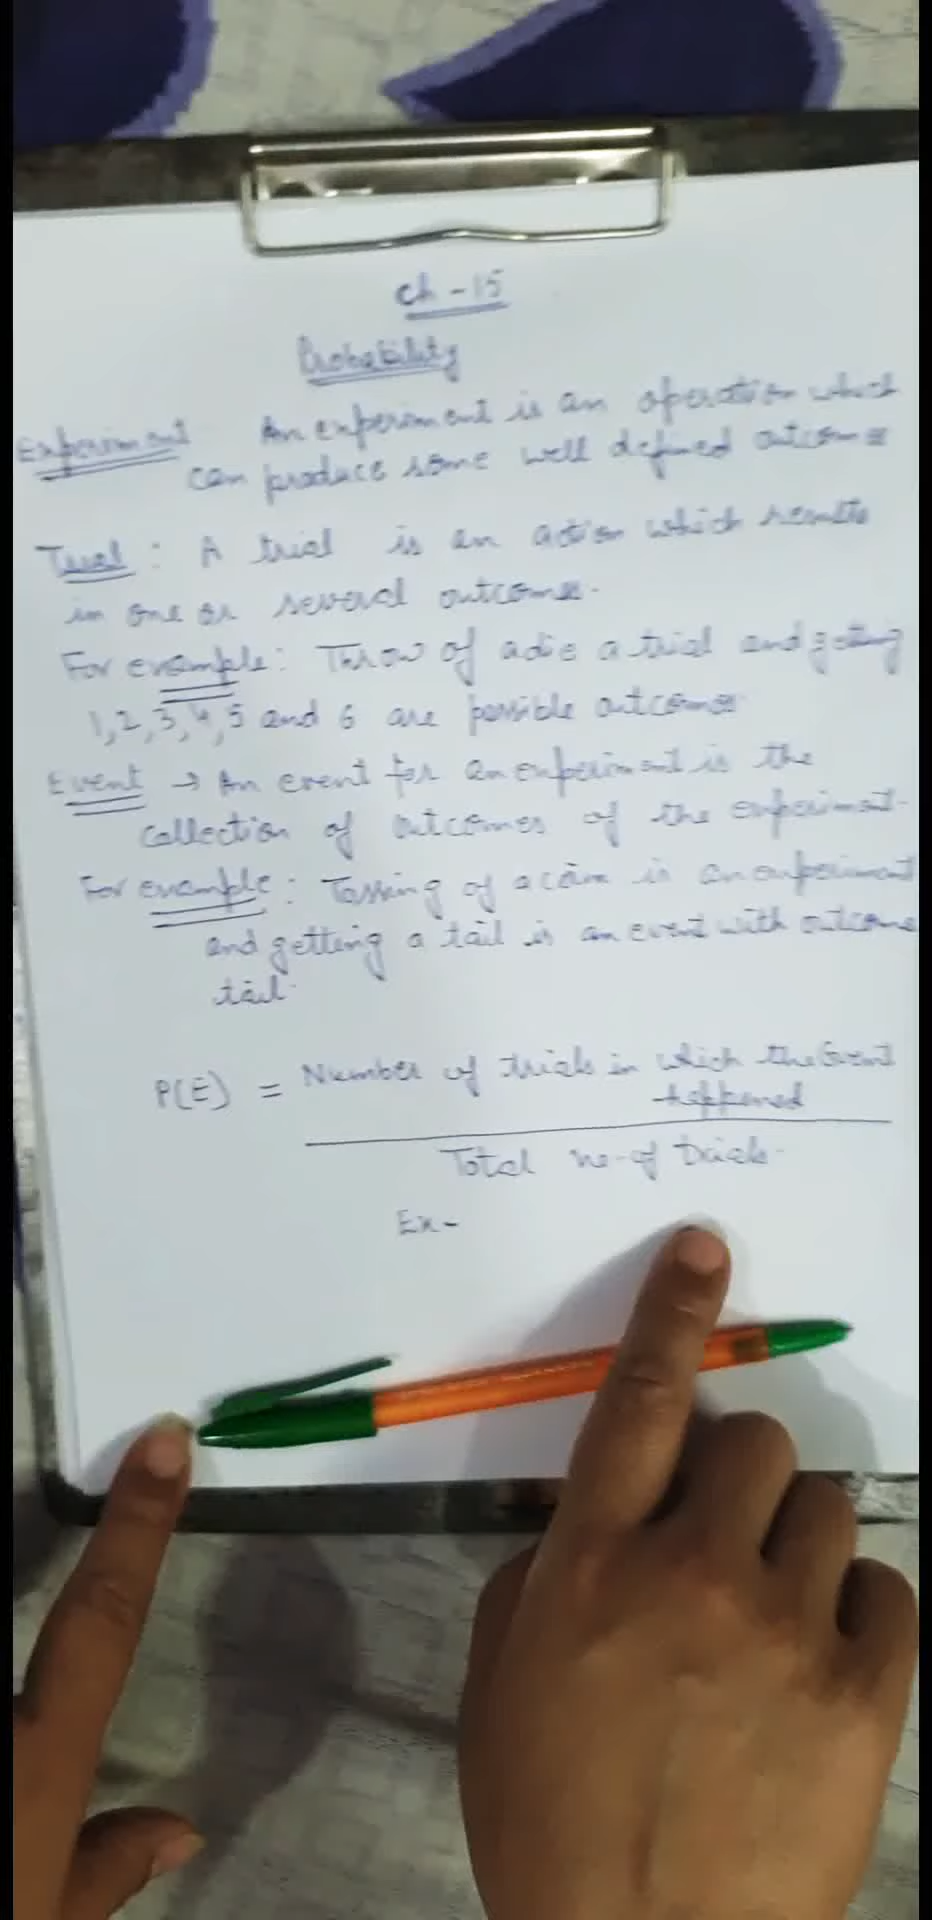 Ch - 15
Probability
Experiment An experiment is an operation which
can produce some well defined outcomes
Trial : A trial is an action which results
in one or several outcomes.
For example : Throw of a die a trial and getting
1,2,3,4,5 and 6 are possible outcomes.
Event → An event for an experiment is the
collection of outcomes of the experiment.
For example : Tossing of a coin is an experiment
and getting a tail is an event with outcome
tail.
P(E) = Number of trials in which the Event
happened
Total no. of trials.
Ex -